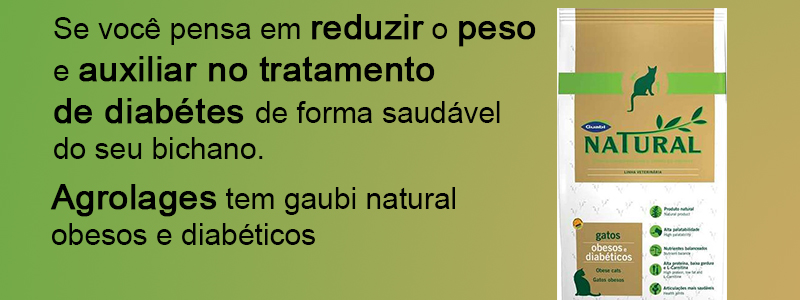 Se você pensa em reduzir o peso
e auxiliar no tratamento
de diabétes de forma saudável
do seu bichano.
Agrolages tem gaubi natural
obesos e diabéticos
Guabi
NATURAL
LINHA VETERINÁRIA
Produto natural
Natural product
Alta palatabilidade
High palatability
Nutrientes balanceados
Nutrient balance
Alta proteína, baixa gordura
e L-Carnitina
High protein, low fat and
L-Carnitine
Articulações mais saudáveis
Health joints
gatos
obesos e
diabéticos
Obese cats
Gatos obesos